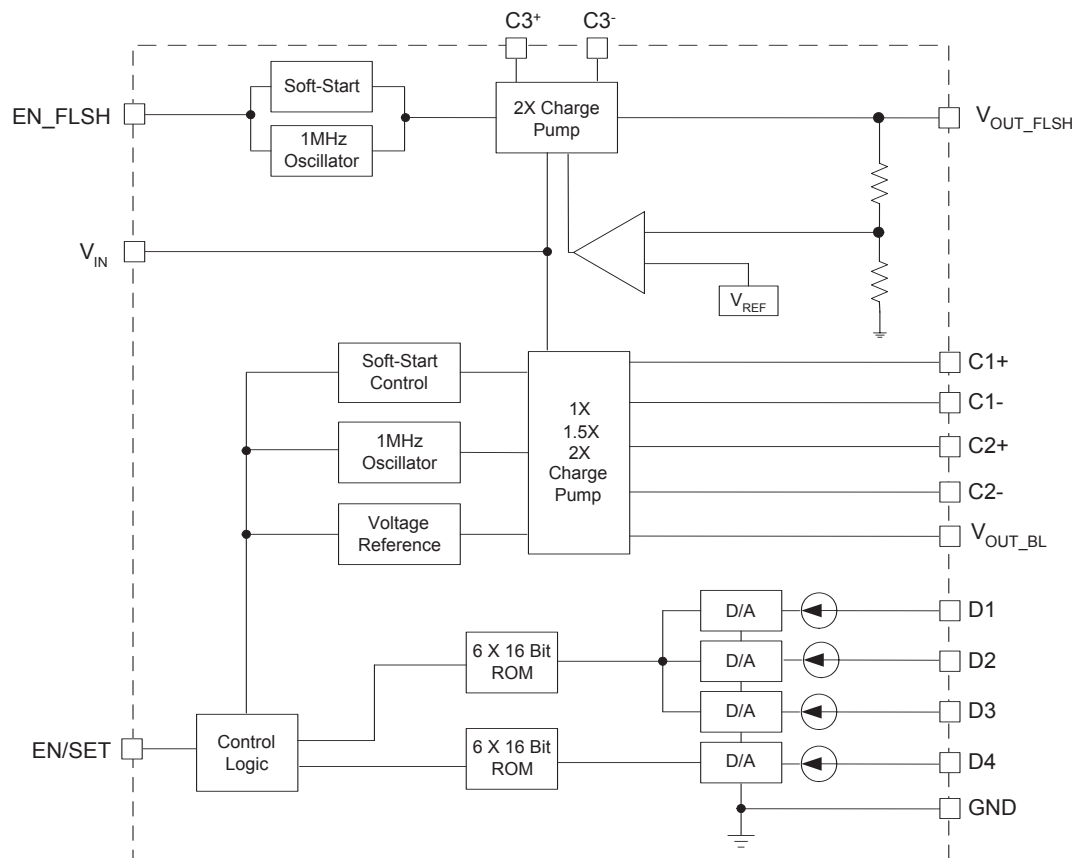 C3+ C3-
EN_FLSH
Soft-Start
1MHz
Oscillator
2X Charge
Pump
VOUT_FLSH
VIN
VREF
Soft-Start
Control
1MHz
Oscillator
Voltage
Reference
1X
1.5X
2X
Charge
Pump
C1+
C1-
C2+
C2-
VOUT_BL
D/A
D1
D/A
D2
D/A
D3
D/A
D4
6 X 16 Bit
ROM
6 X 16 Bit
ROM
EN/SET
Control
Logic
GND